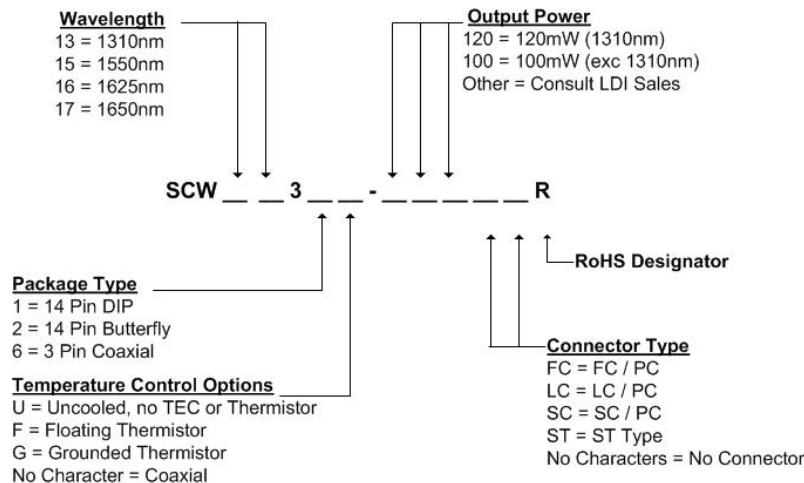 Wavelength
13 = 1310nm
15 = 1550nm
16 = 1625nm
17 = 1650nm
Output Power
120 = 120mW (1310nm)
100 = 100mW (exc 1310nm)
Other = Consult LDI Sales
SCW__ __ 3 __ __ - __ __ __ __ __ R
RoHS Designator
Package Type
1 = 14 Pin DIP
2 = 14 Pin Butterfly
6 = 3 Pin Coaxial
Temperature Control Options
U = Uncooled, no TEC or Thermistor
F = Floating Thermistor
G = Grounded Thermistor
No Character = Coaxial
Connector Type
FC = FC / PC
LC = LC / PC
SC = SC / PC
ST = ST Type
No Characters = No Connector